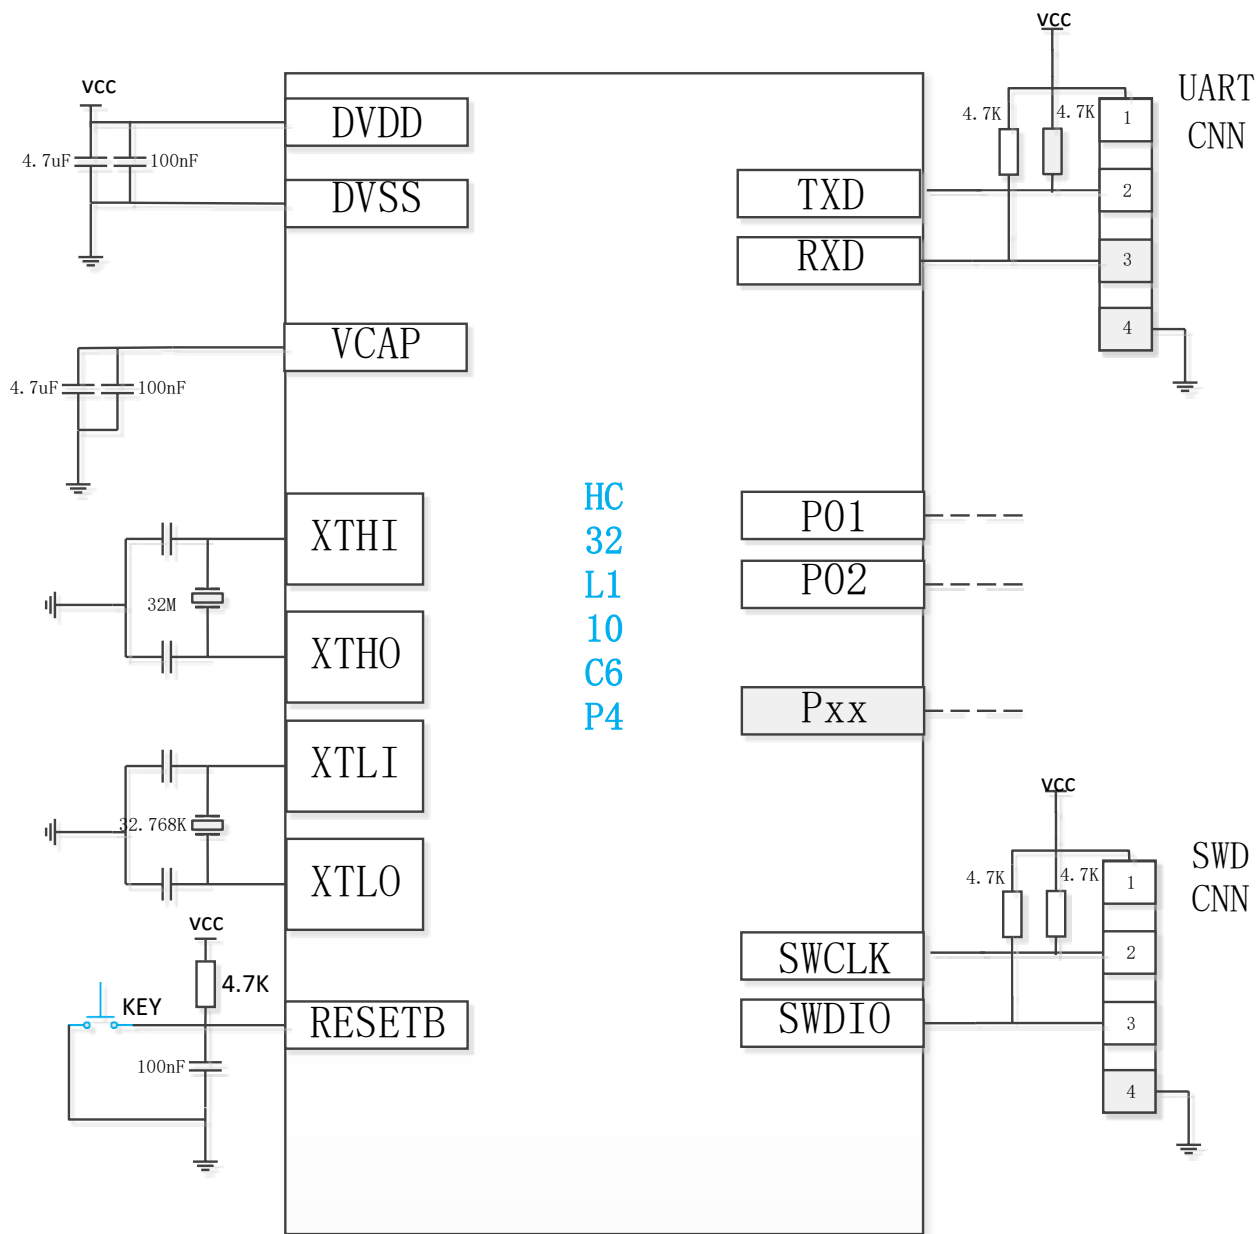 VCC
DVDD
4.7uF
100nF
DVSS
VCAP
4.7uF
100nF
XTHI
32M
XTHO
XTLI
32.768K
XTLO
VCC
4.7K
KEY
RESETB
100nF
HC
32
L1
10
C6
P4
VCC
UART
CNN
4.7K
4.7K
1
TXD
2
RXD
3
4
P01
P02
Pxx
VCC
SWD
CNN
4.7K
4.7K
1
SWCLK
2
SWDIO
3
4